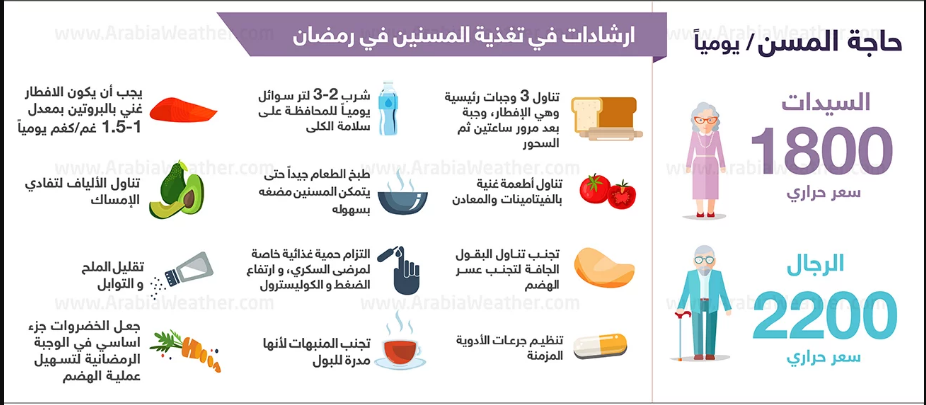 حاجة المسن/ يومياً
السيدات
1800
سعر حراري
الرجال
2200
سعر حراري
ارشادات في تغذية المسنين في رمضان
تناول 3 وجبات رئيسية
وهي الإفطار، وجبة
بعد مرور ساعتين ثم
السحور
شرب 2-3 لتر سوائل
يومياً للمحافظة على
سلامة الكلى
يجب أن يكون الافطار
غني بالبروتين بمعدل
1-1.5 غم/كغم يومياً
تناول أطعمة غنية
بالفيتامينات والمعادن
طبخ الطعام جيداً حتى
يتمكن المسنين مضغه
بسهوله
تناول الألياف لتفادي
الإمساك
تجنب تناول البقول
الجافة لتجنب عسر
الهضم
التزام حمية غذائية خاصة
لمرضى السكري، و ارتفاع
الضغط و الكوليسترول
تقليل الملح
و التوابل
تنظيم جرعات الأدوية
المزمنة
تجنب المنبهات لأنها
مدرة للبول
جعل الخضروات جزء
اساسي في الوجبة
الرمضانية لتسهيل
عملية الهضم
www.ArabiaWeather.com